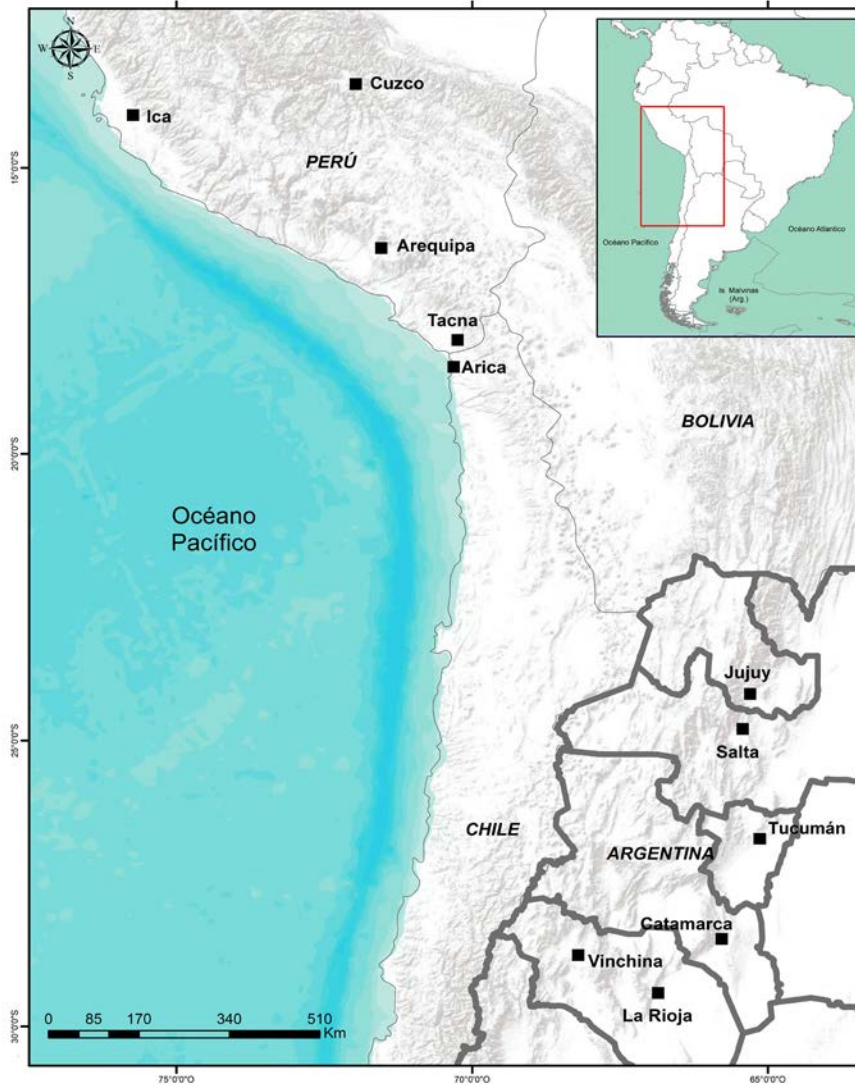 N
W E
S
Cuzco
Ica
PERÚ
Arequipa
Tacna
Arica
Océano Pacífico
Océano Atlantico
Is. Malvinas
(Arg.)
BOLIVIA
Océano
Pacífico
Jujuy
Salta
CHILE
Tucumán
ARGENTINA
Catamarca
Vinchina
La Rioja
0 85 170 340 510
Km
15°0'0"S
20°0'0"S
25°0'0"S
30°0'0"S
75°0'0"O
70°0'0"O
65°0'0"O